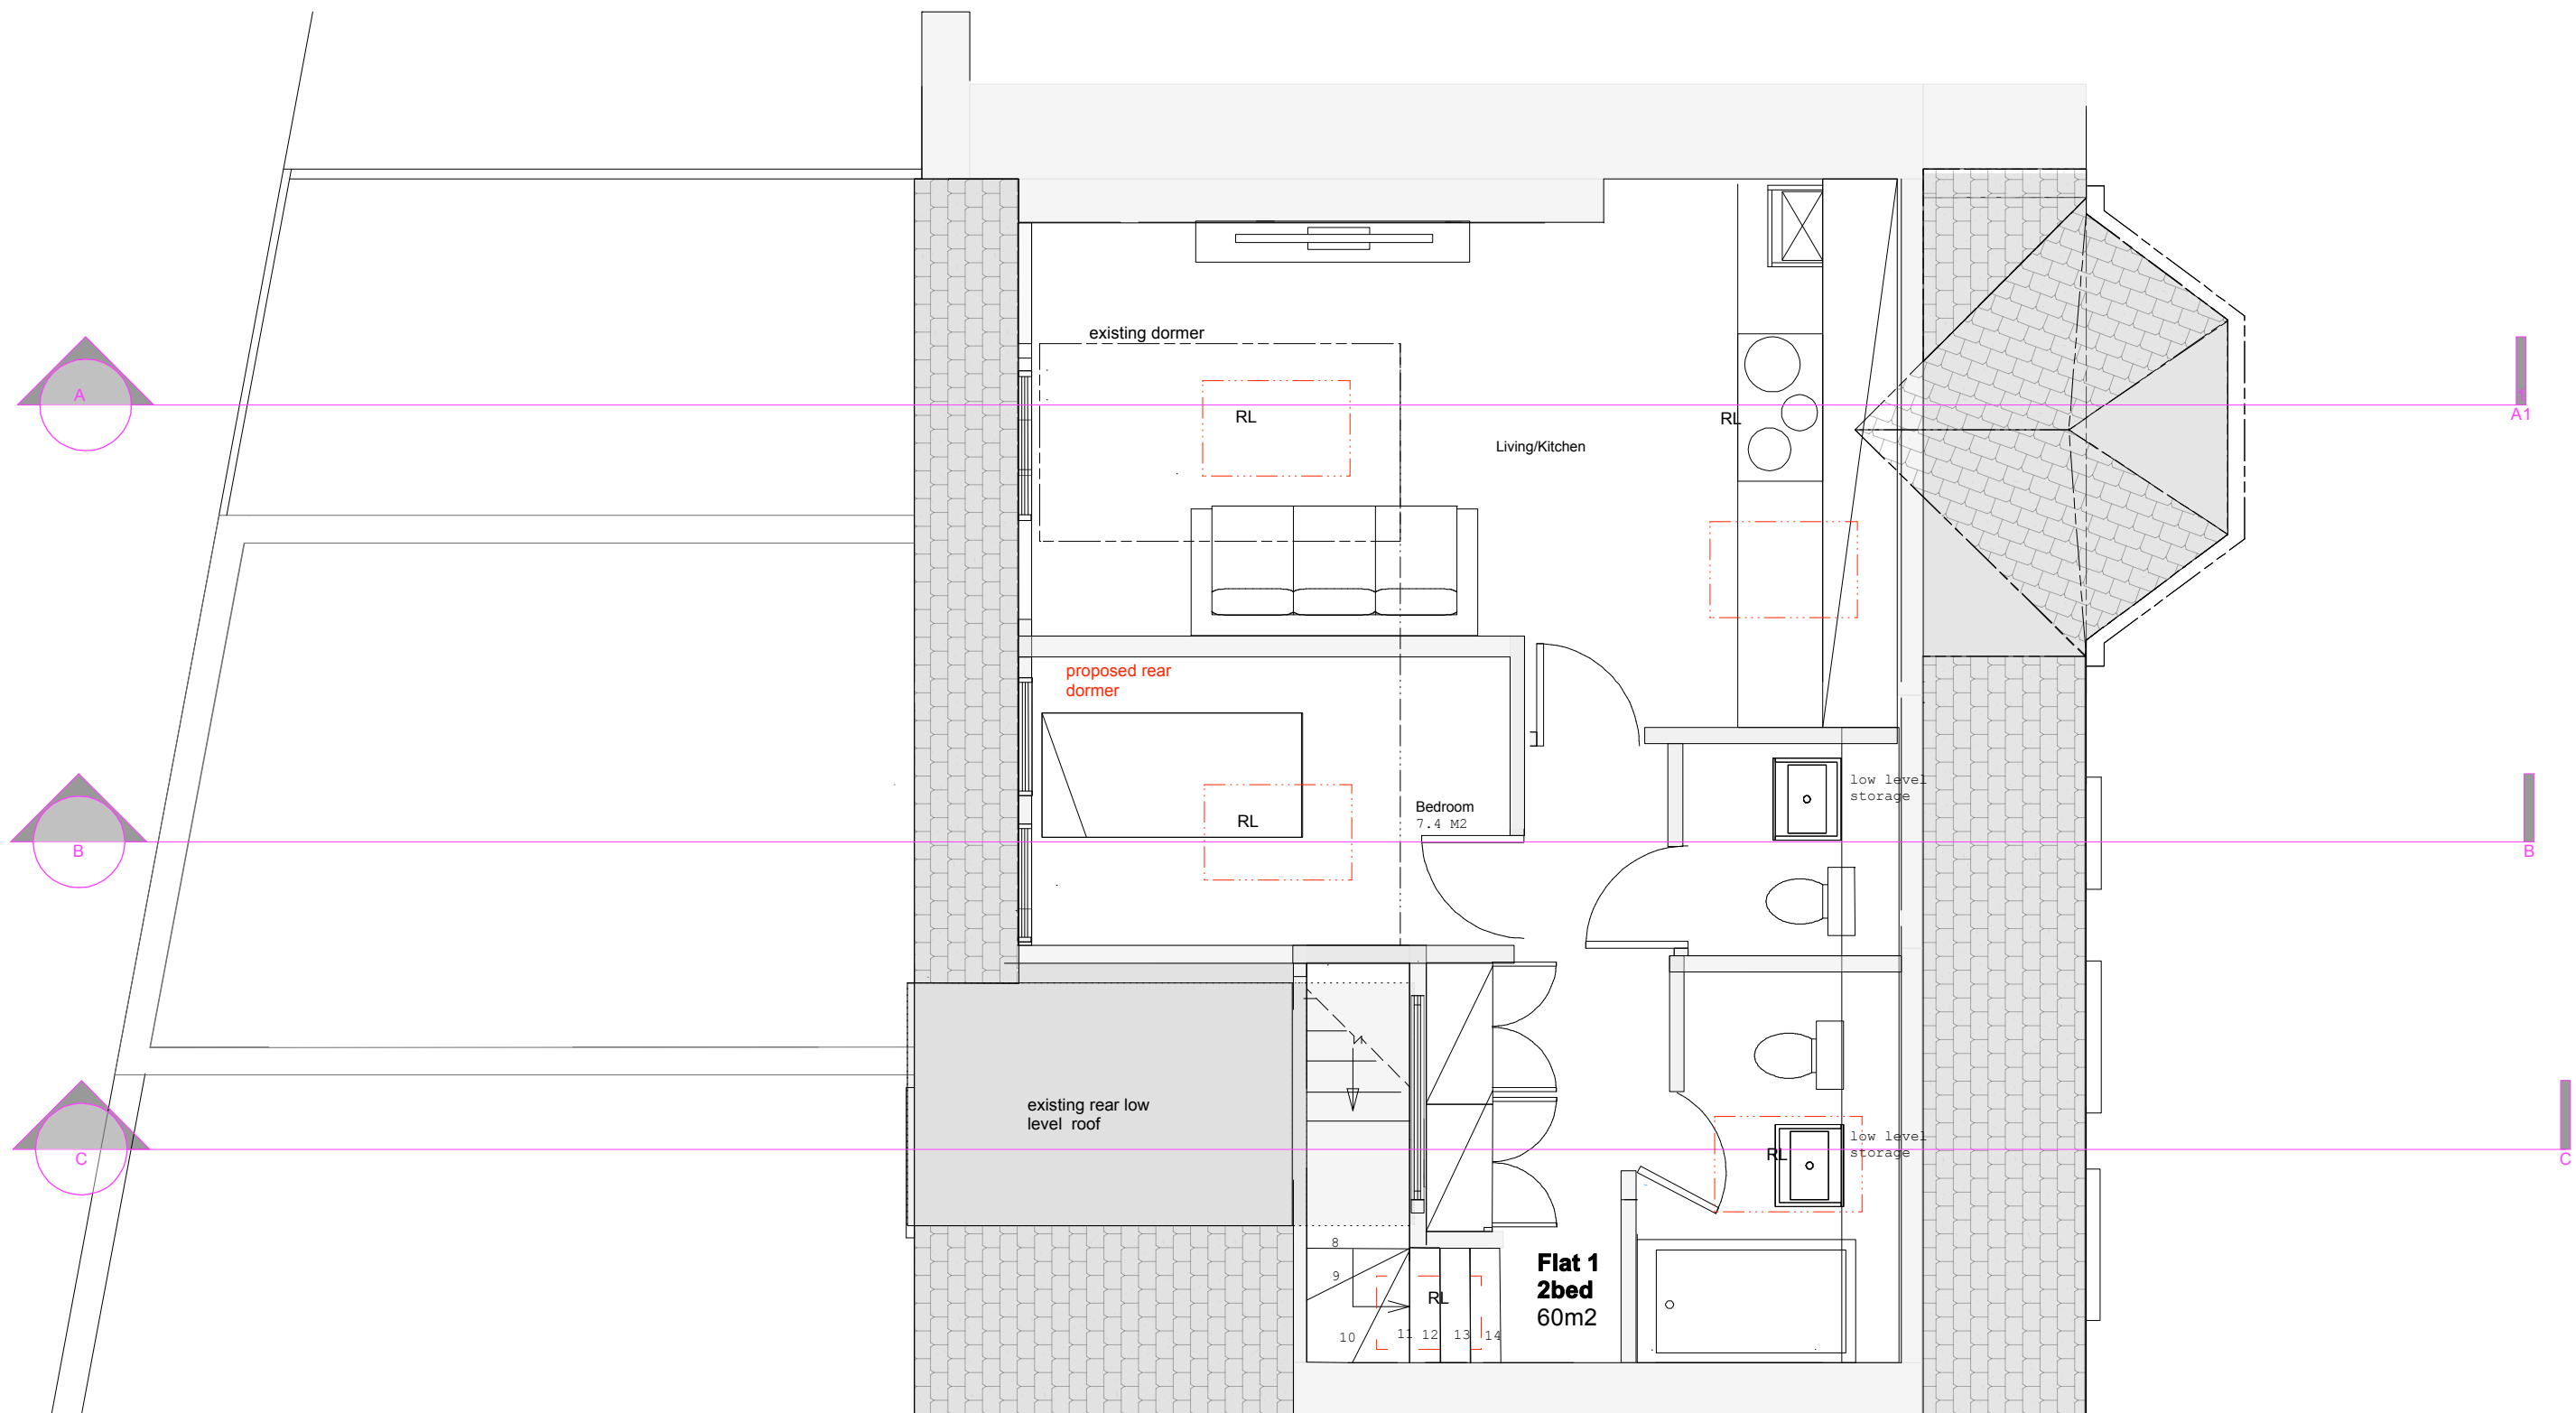 existing dormer
A
RL
RL
A1
Living/Kitchen
proposed rear
dormer
low level
storage
Bedroom
7.4 M2
RL
B
B
existing rear low
level roof
low level
storage
RL
C
C
8
Flat 1
2bed
60m2
9
RL
10
11
12
13
14